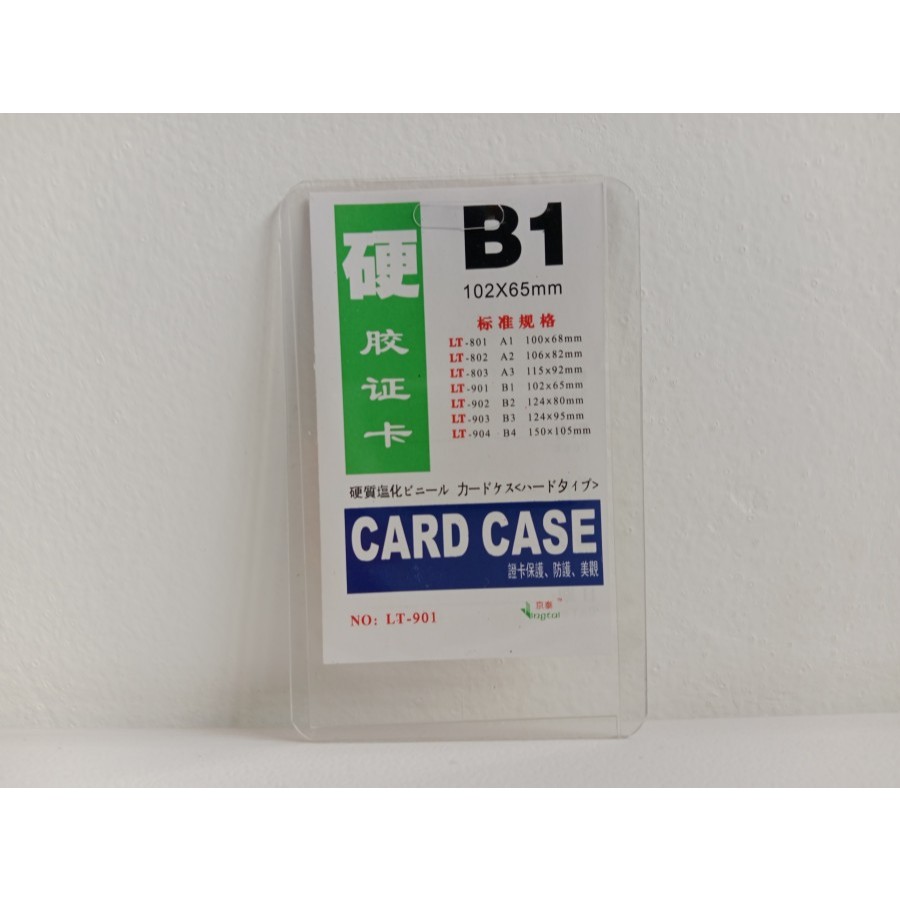 硬
胶
证
卡
B1
102X65mm
标准规格
LT-801 A1 100x68mm
LT-802 A2 106x82mm
LT-803 A3 115x92mm
LT-901 B1 102x65mm
LT-902 B2 124x80mm
LT-903 B3 124x95mm
LT-904 B4 150x105mm
硬質塩化ビニール カードケス<ハードタイプ>
CARD CASE
證卡保護、防護、美觀
NO: LT-901
京泰
Jingtai